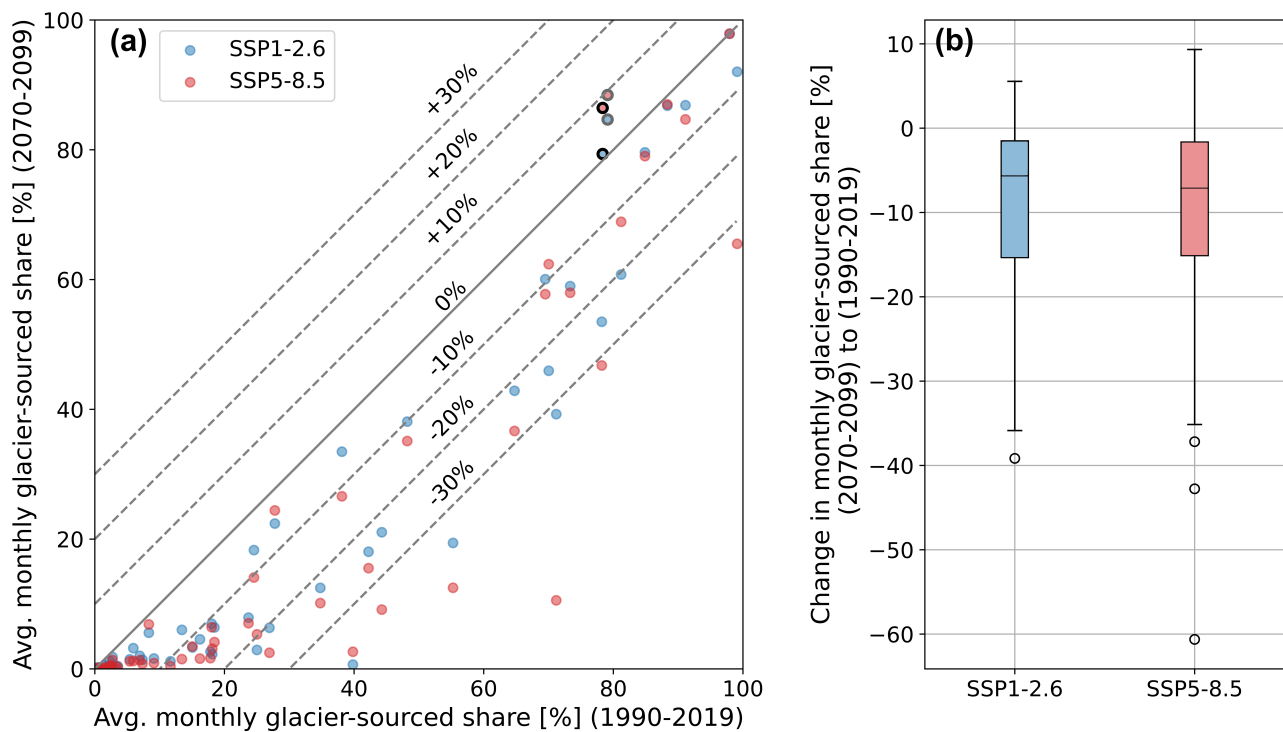 (a)
SSP1-2.6
SSP5-8.5
+30%
+20%
+10%
0%
-10%
-20%
-30%
100
80
60
40
20
0
Avg. monthly glacier-sourced share [%] (2070-2099)
0 20 40 60 80 100
Avg. monthly glacier-sourced share [%] (1990-2019)
(b)
10
0
−10
−20
−30
−40
−50
−60
Change in monthly glacier-sourced share [%]
(2070-2099) to (1990-2019)
SSP1-2.6 SSP5-8.5